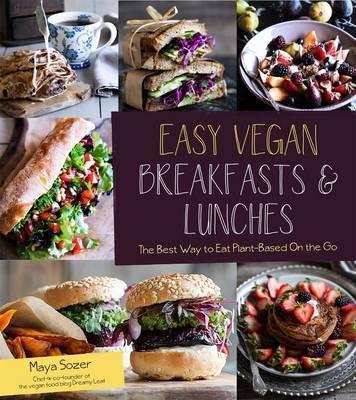 EASY VEGAN
BREAKFASTS &
LUNCHES
The Best Way to Eat Plant-Based On the Go
Maya Sozer
Chef & co-founder of
the vegan food blog Dreamy Leaf